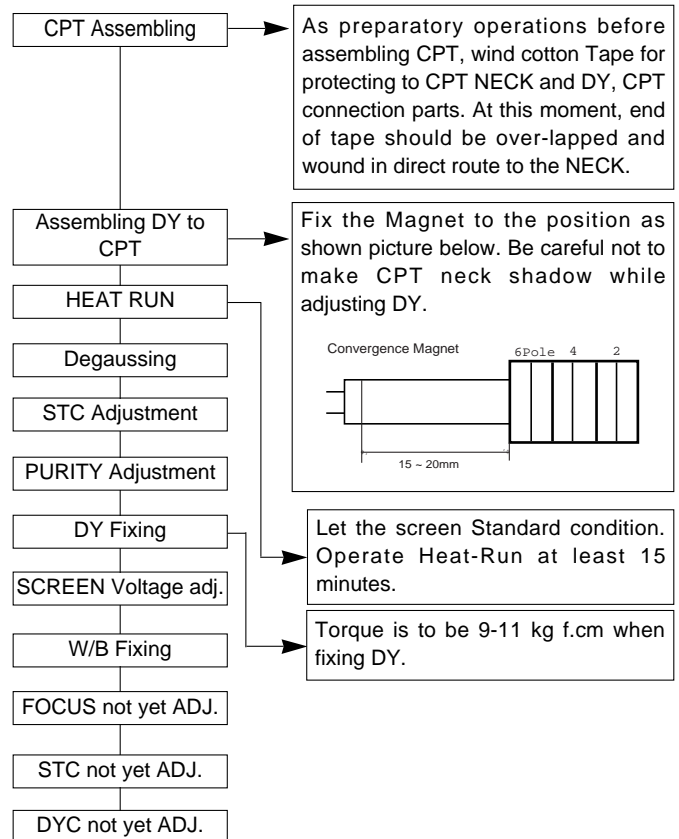 CPT Assembling
As preparatory operations before
assembling CPT, wind cotton Tape for
protecting to CPT NECK and DY, CPT
connection parts. At this moment, end
of tape should be over-lapped and
wound in direct route to the NECK.
Assembling DY to
CPT
Fix the Magnet to the position as
shown picture below. Be careful not to
make CPT neck shadow while
adjusting DY.
Convergence Magnet
6Pole 4 2
15 ~ 20mm
HEAT RUN
Degaussing
STC Adjustment
PURITY Adjustment
DY Fixing
Let the screen Standard condition.
Operate Heat-Run at least 15
minutes.
SCREEN Voltage adj.
Torque is to be 9-11 kg f.cm when
fixing DY.
W/B Fixing
FOCUS not yet ADJ.
STC not yet ADJ.
DYC not yet ADJ.